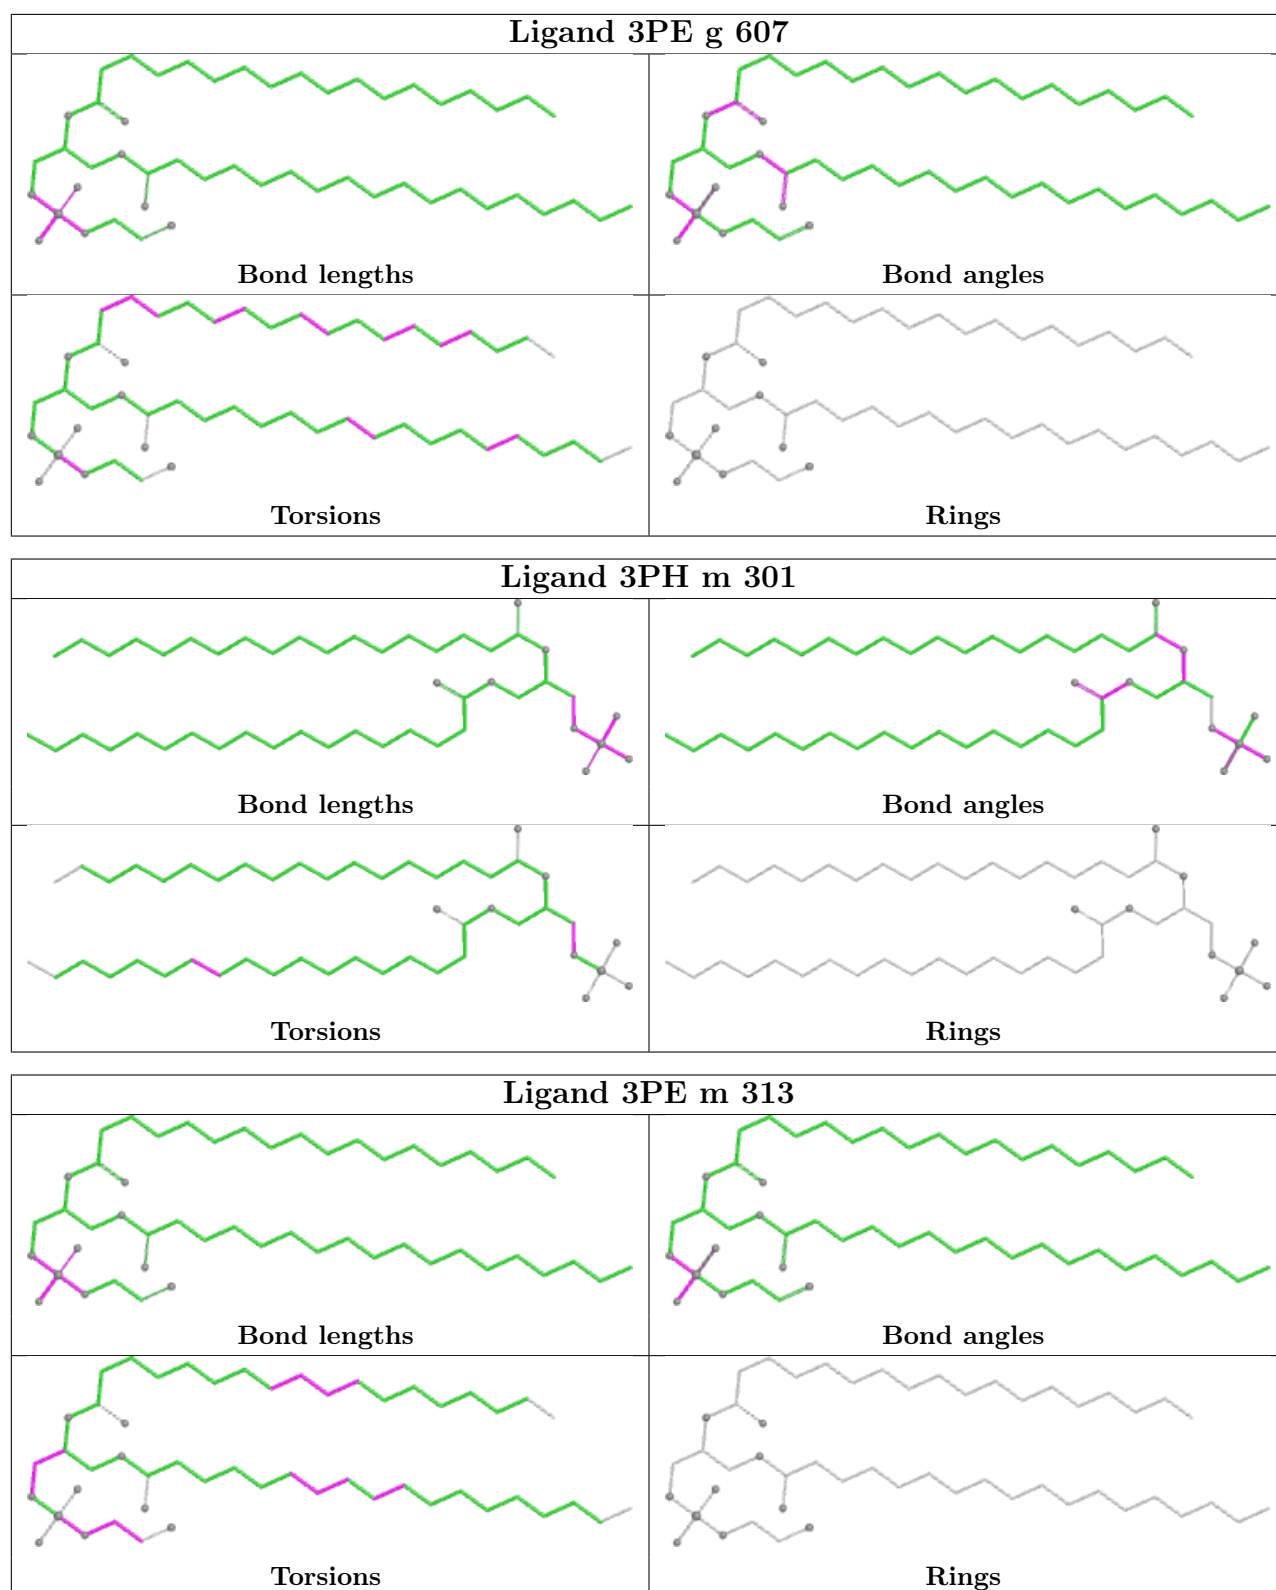 Ligand 3PE g 607
Bond lengths
Bond angles
Torsions
Rings
Ligand 3PH m 301
Bond lengths
Bond angles
Torsions
Rings
Ligand 3PE m 313
Bond lengths
Bond angles
Torsions
Rings